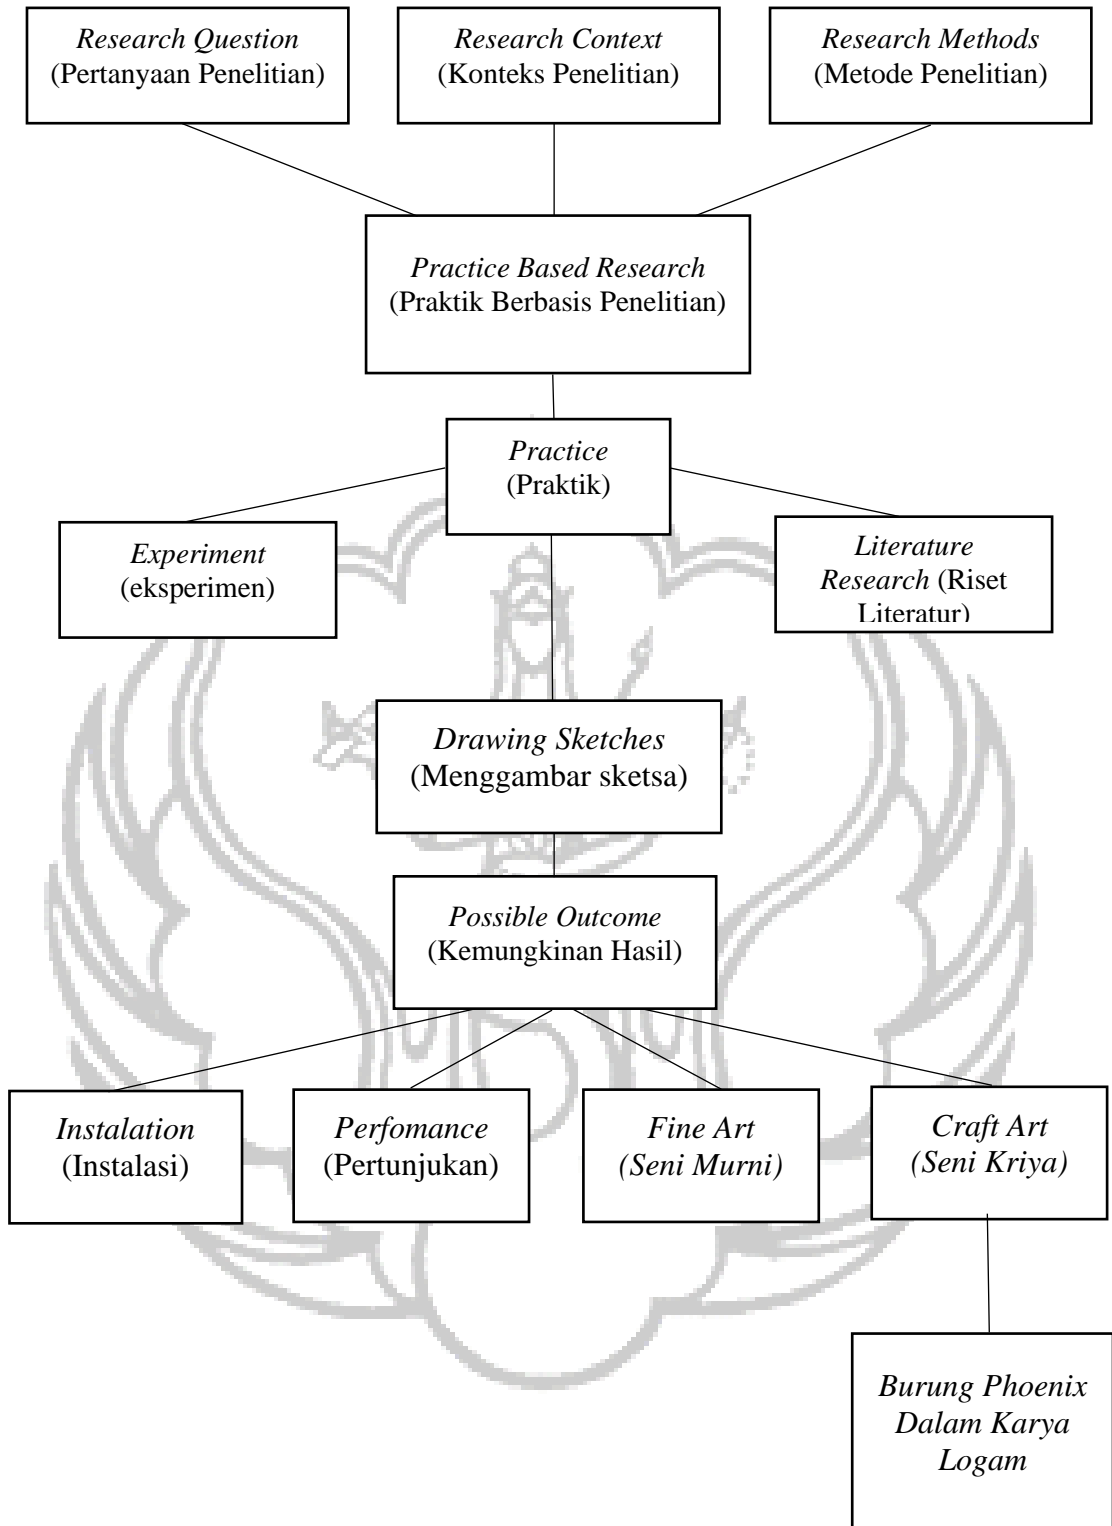 Research Question
(Pertanyaan Penelitian)
Research Context
(Konteks Penelitian)
Research Methods
(Metode Penelitian)
Practice Based Research
(Praktik Berbasis Penelitian)
Practice
(Praktik)
Experiment
(eksperimen)
Literature
Research (Riset
Literatur)
Drawing Sketches
(Menggambar sketsa)
Possible Outcome
(Kemungkinan Hasil)
Instalation
(Instalasi)
Perfomance
(Pertunjukan)
Fine Art
(Seni Murni)
Craft Art
(Seni Kriya)
Burung Phoenix
Dalam Karya
Logam